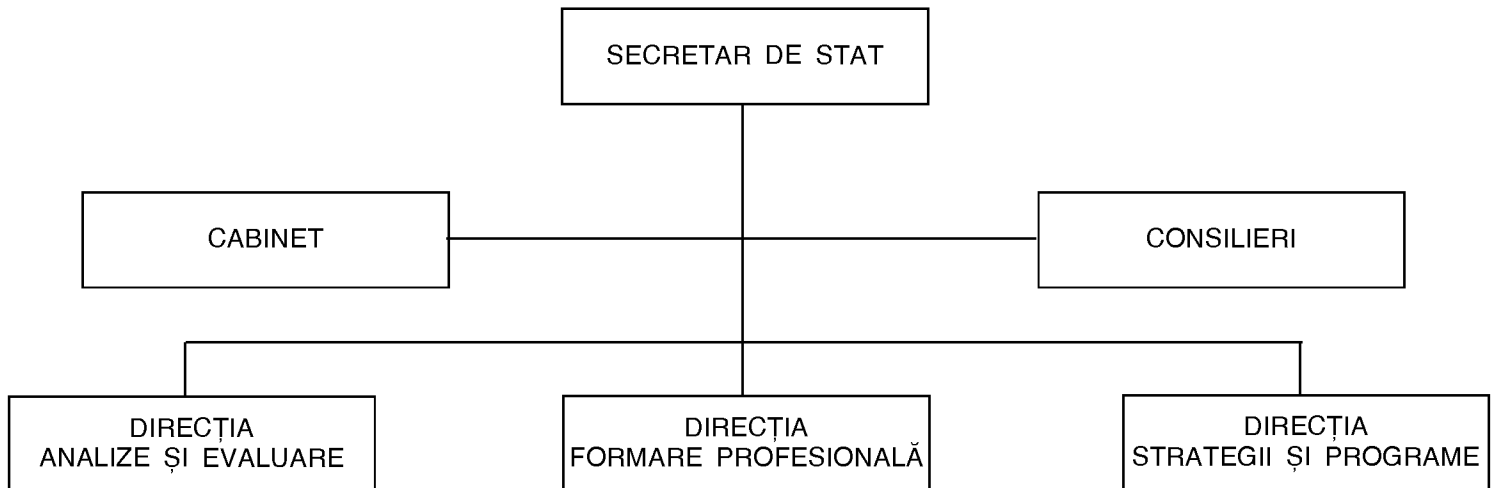 SECRETAR DE STAT
CABINET
CONSILIERI
DIRECȚIA
ANALIZE ȘI EVALUARE
DIRECȚIA
FORMARE PROFESIONALĂ
DIRECȚIA
STRATEGII ȘI PROGRAME